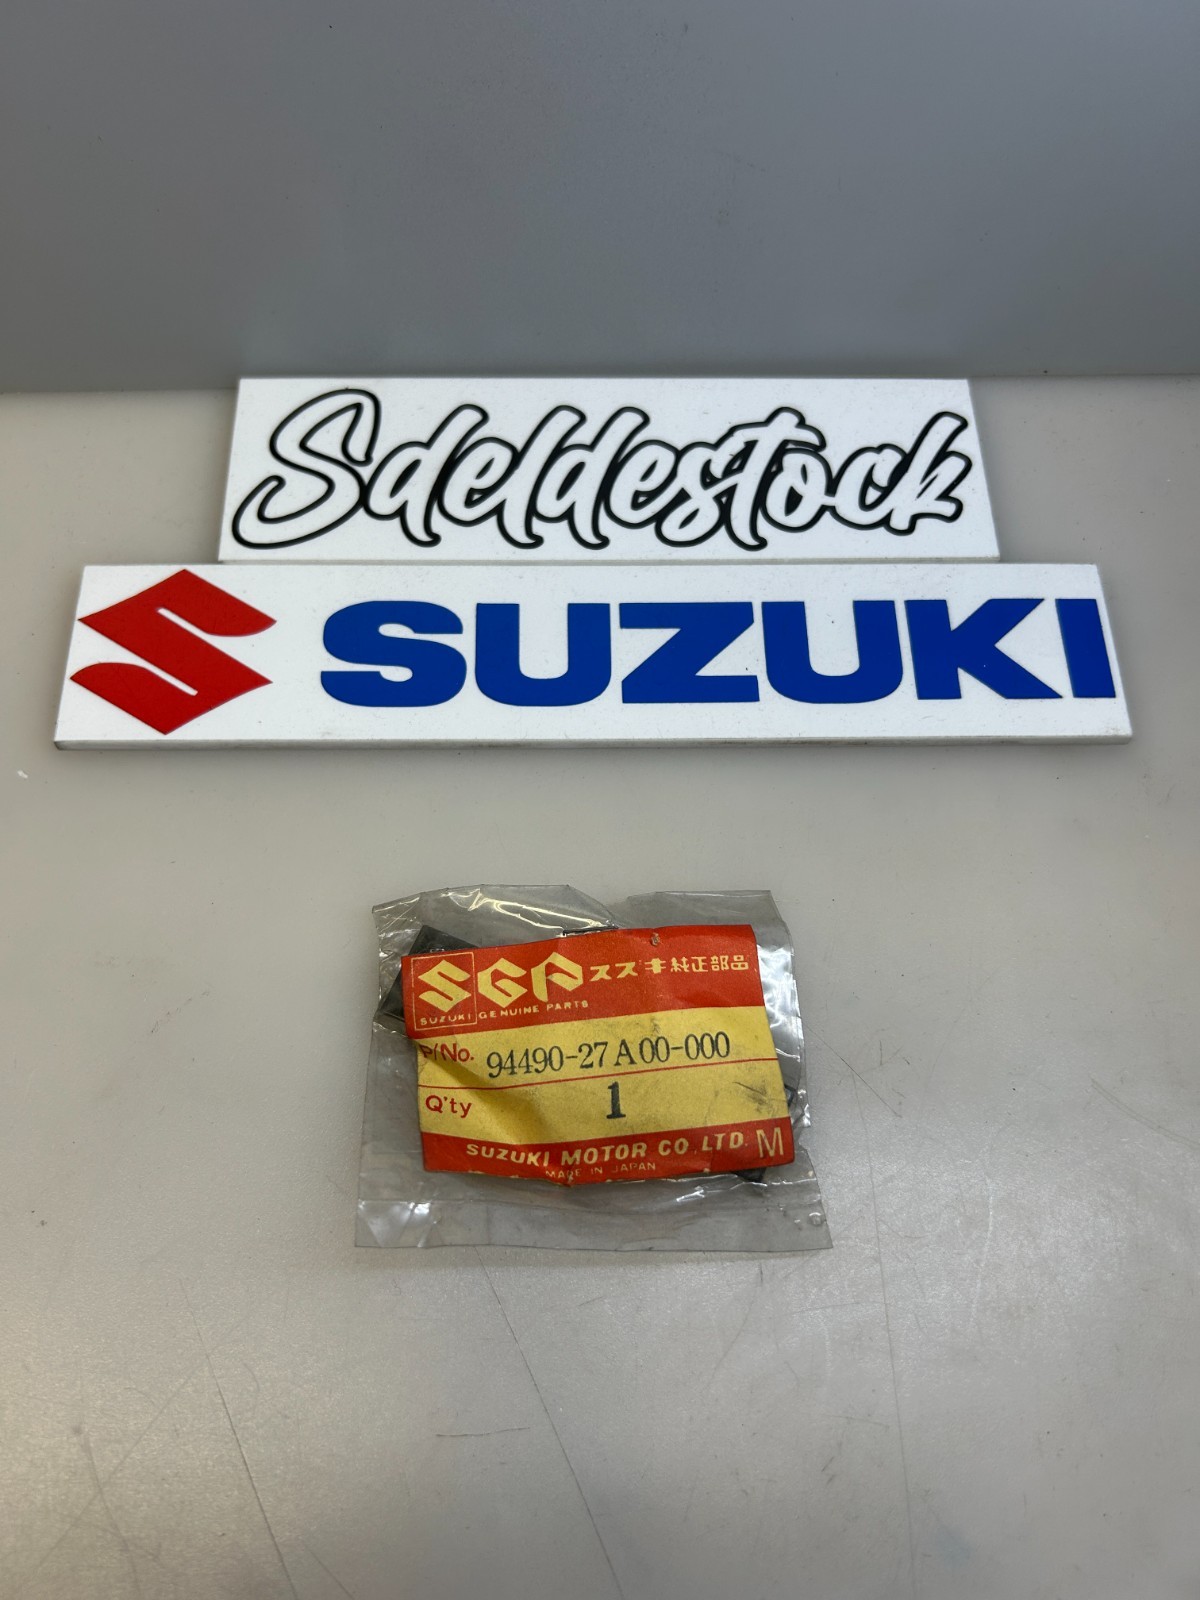 Sdeldestock
SUZUKI
SGP スズキ純正部品
SUZUKI GENUINE PARTS
P/No. 94490-27A00-000
Q'ty 1
SUZUKI MOTOR CO.,LTD. M
MADE IN JAPAN